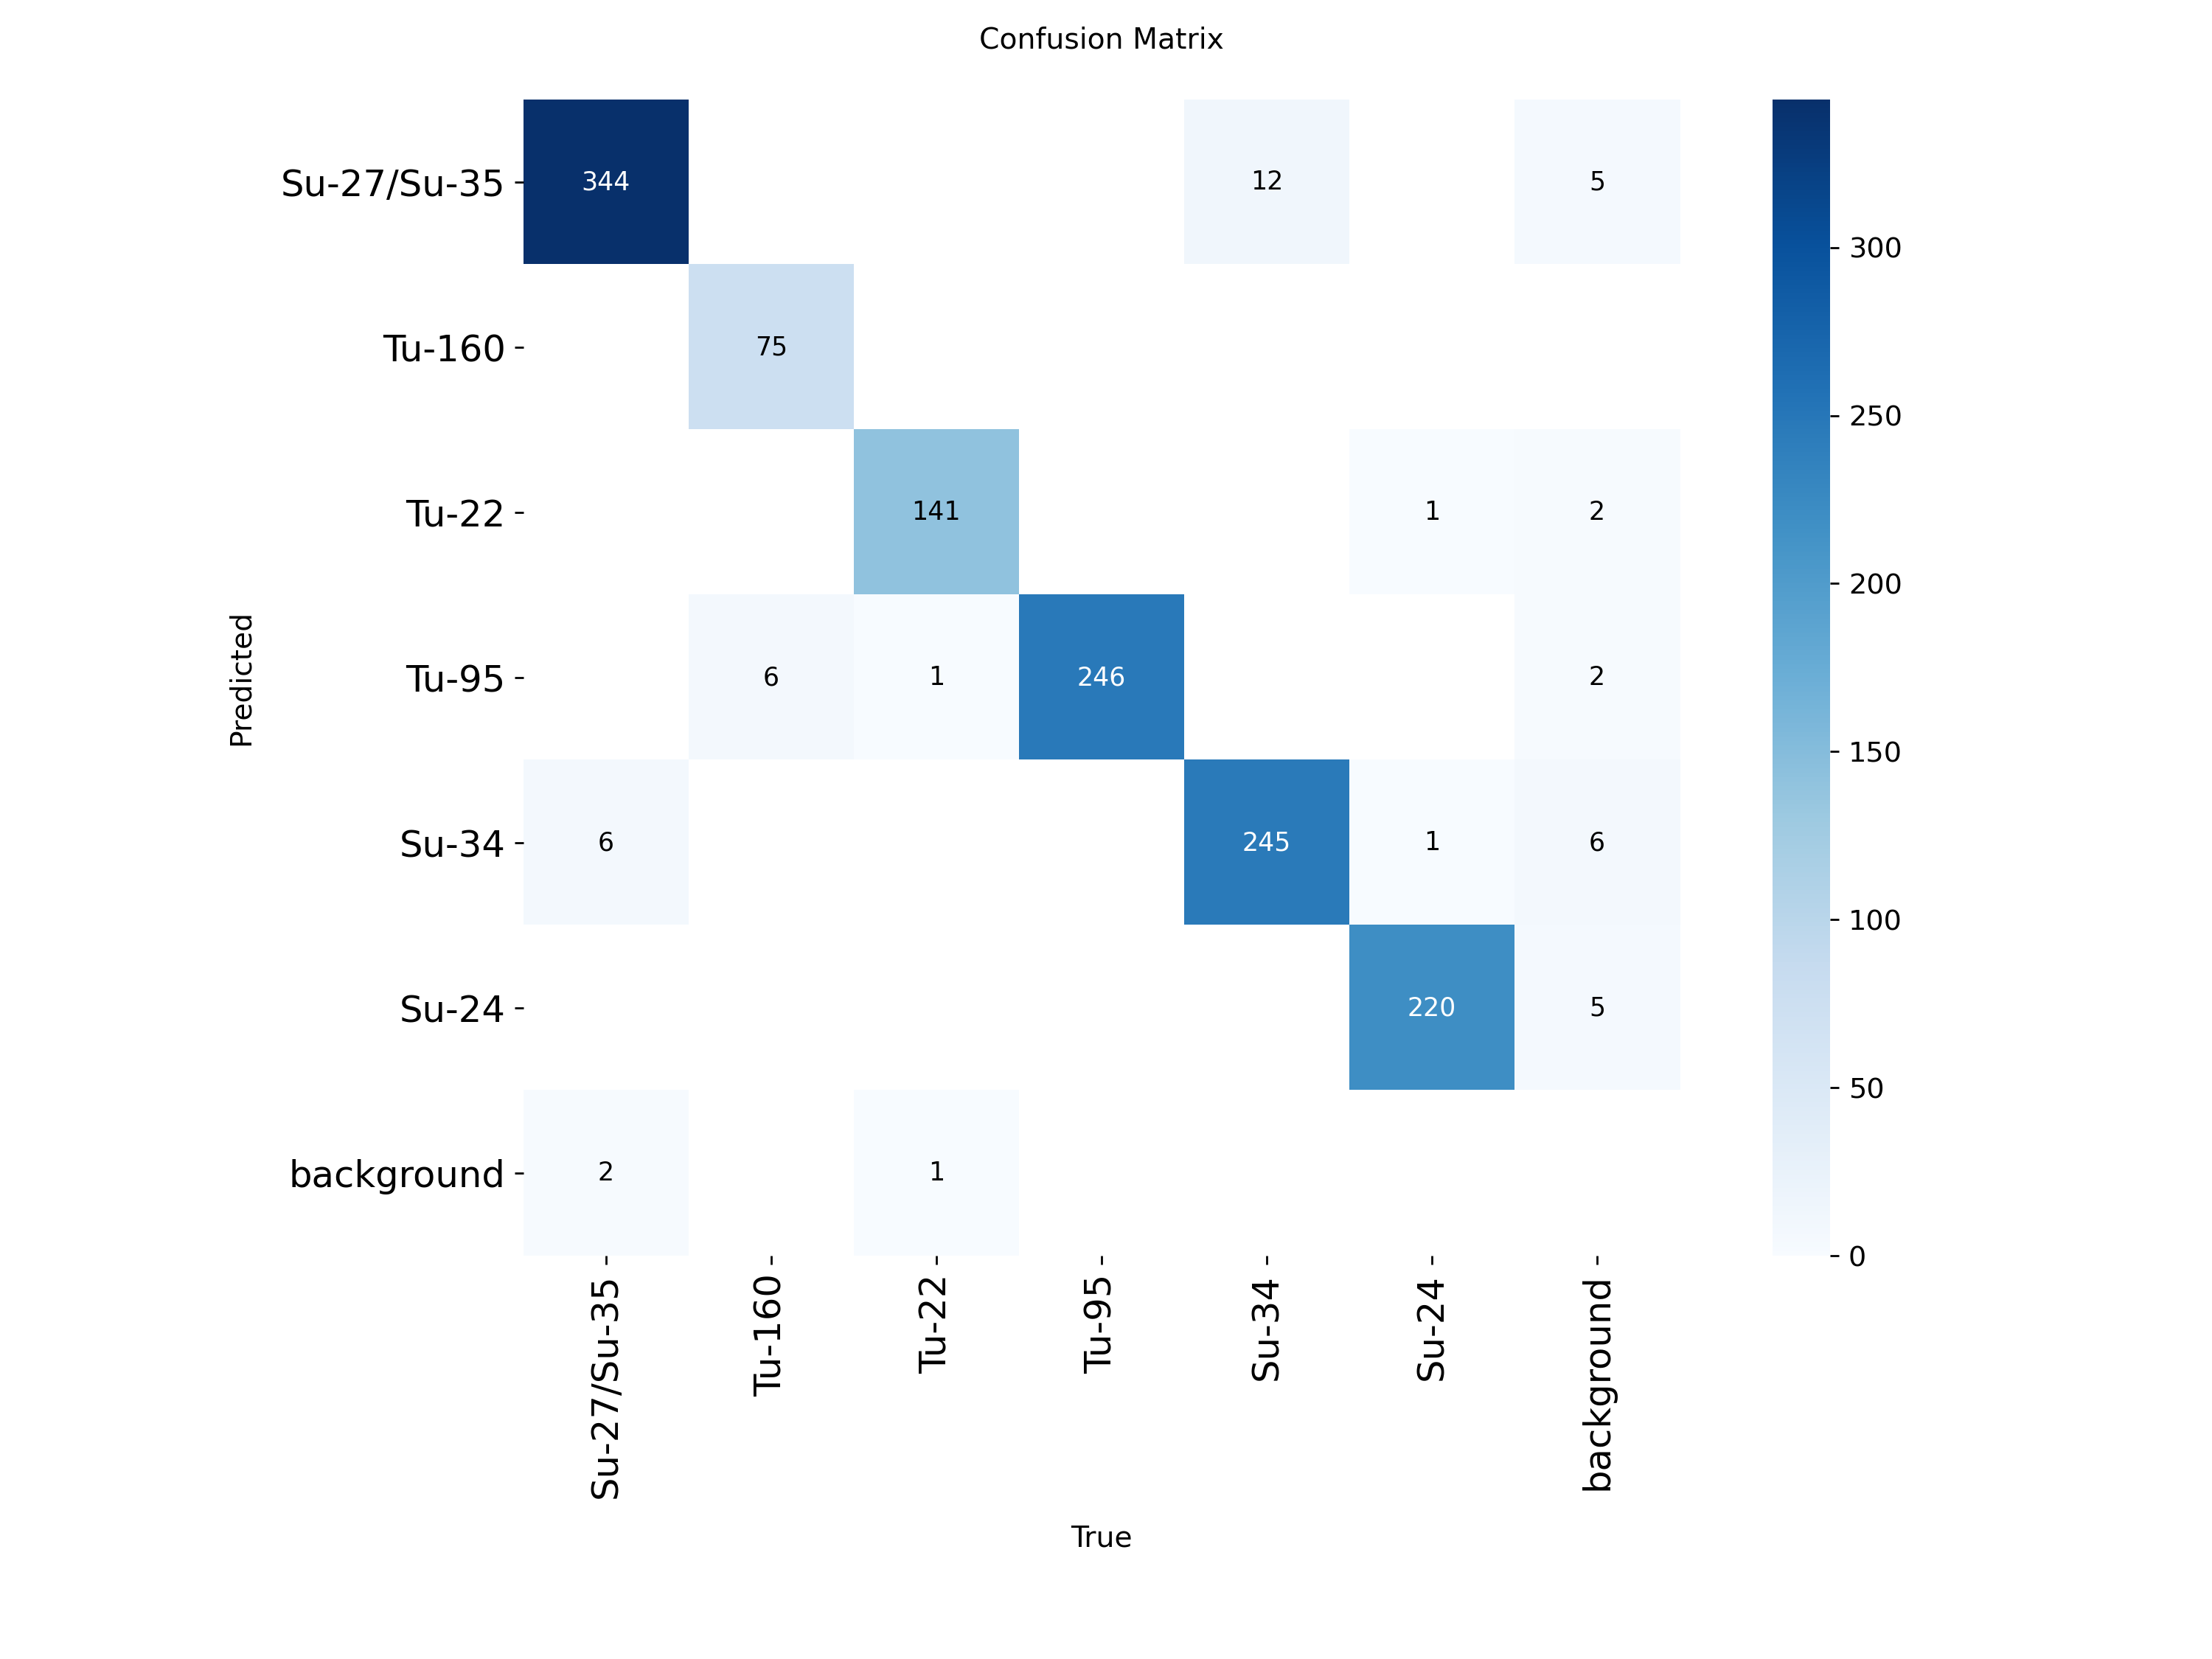 Confusion Matrix
Su-27/Su-35 344 12 5
300
Tu-160 75
250
Tu-22 141 1 2
200
Predicted
Tu-95 6 1 246 2
150
Su-34 6 245 1 6
100
Su-24 220 5
50
background 2 1
0
Su-27/Su-35 Tu-160 Tu-22 Tu-95 Su-34 Su-24 background
True